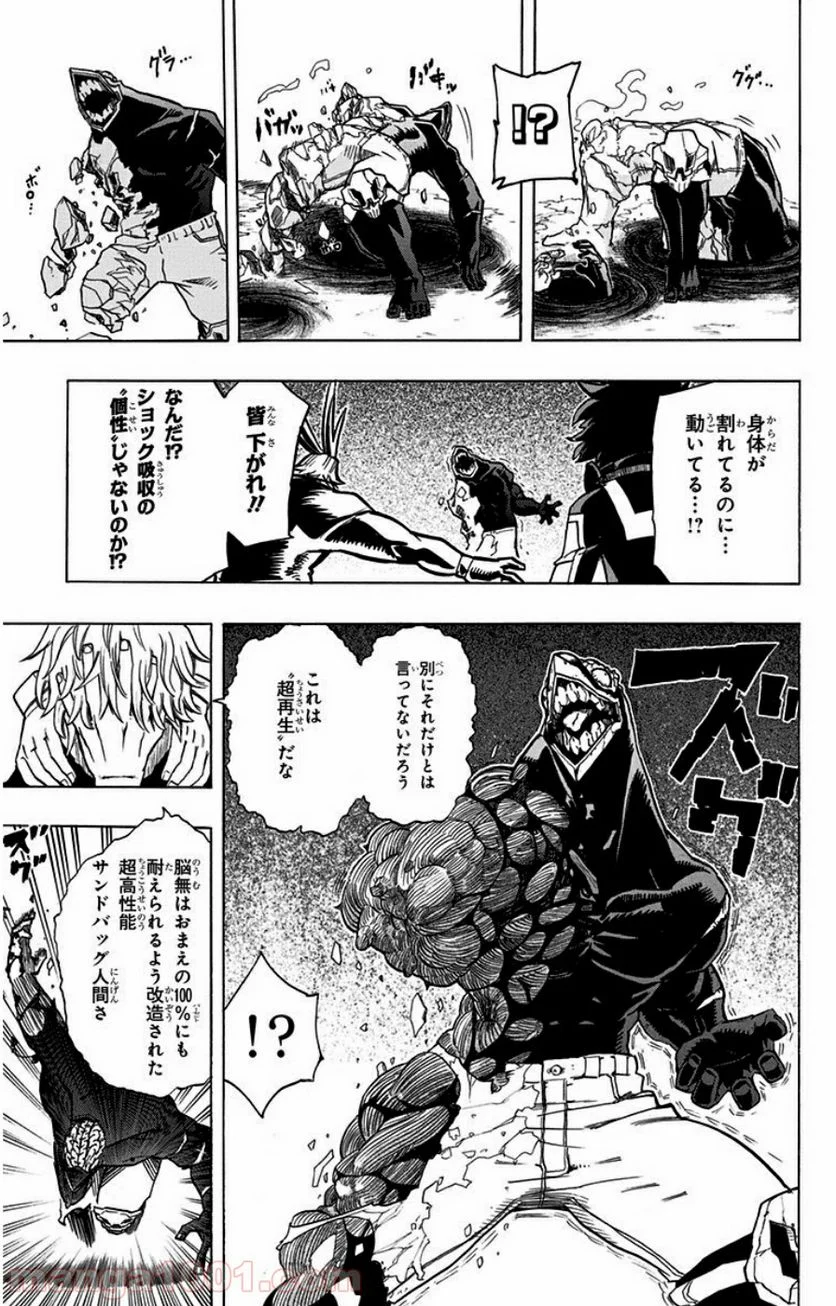 ググ…
!?
バキッ
バガッ
グラ…
ボロ…
身体が
割れてるのに…
動いてる…!?
皆 下がれ!!
なんだ!?
ショック吸収の
〝個性〟じゃないのか!?
ズグ
別にそれだけとは
言ってないだろう
これは
〝超再生〟だな
!?
ズズ
脳無はおまえの100%にも
耐えられるよう改造された
超高性能
サンドバッグ人間さ